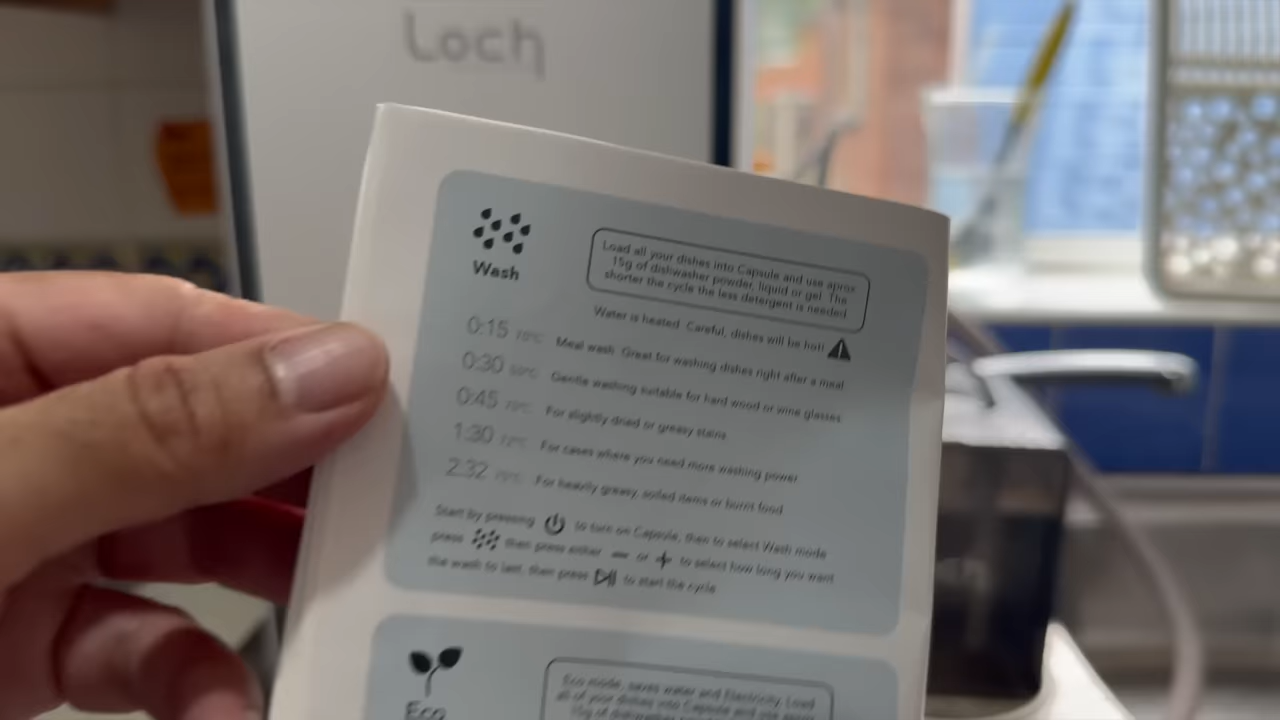 Loch
Wash
Load all your dishes into Capsule and use aprox
15g of dishwasher powder, liquid or gel. The
shorter the cycle the less detergent is needed
Water is heated. Careful, dishes will be hot!
0:15 Meal wash. Great for washing dishes right after a meal
0:30 Gentle washing suitable for hard wood or wine glasses
0:45 For slightly dried or greasy stains
1:30 72°C For cases where you need more washing power
2:32 For heavily greasy, soiled items or burnt food
Start by pressing to turn on Capsule, then to select Wash mode
press then press either − or + to select how long you want
the wash to last, then press to start the cycle
Eco
Eco mode, saves water and Electricity. Load
all of your dishes into Capsule and use aprox
15g of dishwasher